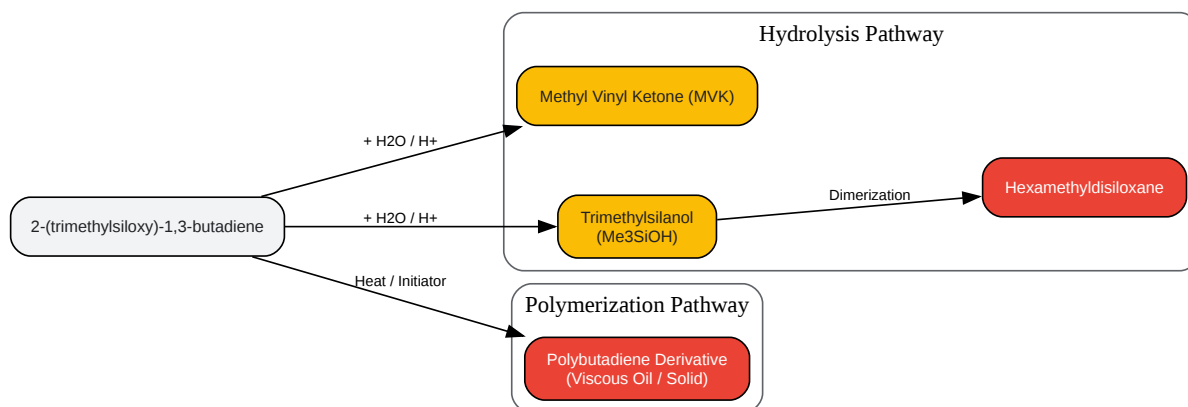 Hydrolysis Pathway
Methyl Vinyl Ketone (MVK)
+ H2O / H+
Hexamethyldisiloxane
Dimerization
2-(trimethylsiloxy)-1,3-butadiene
+ H2O / H+
Trimethylsilanol
(Me3SiOH)
Heat / Initiator
Polymerization Pathway
Polybutadiene Derivative
(Viscous Oil / Solid)